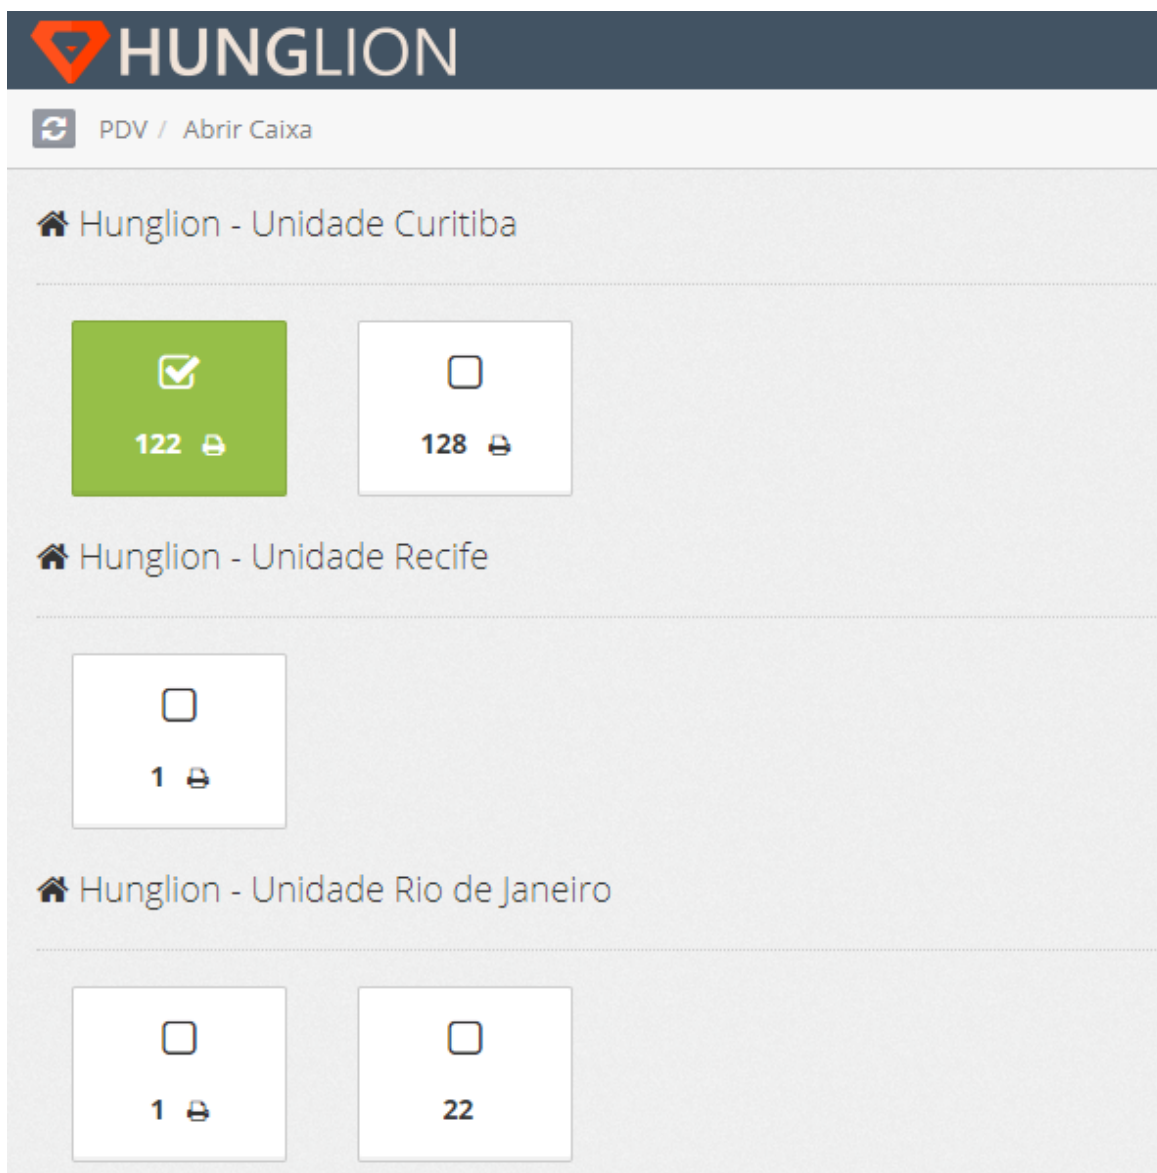 HUNGLION
PDV / Abrir Caixa
Hunglion - Unidade Curitiba
122 128
Hunglion - Unidade Recife
1
Hunglion - Unidade Rio de Janeiro
1 22